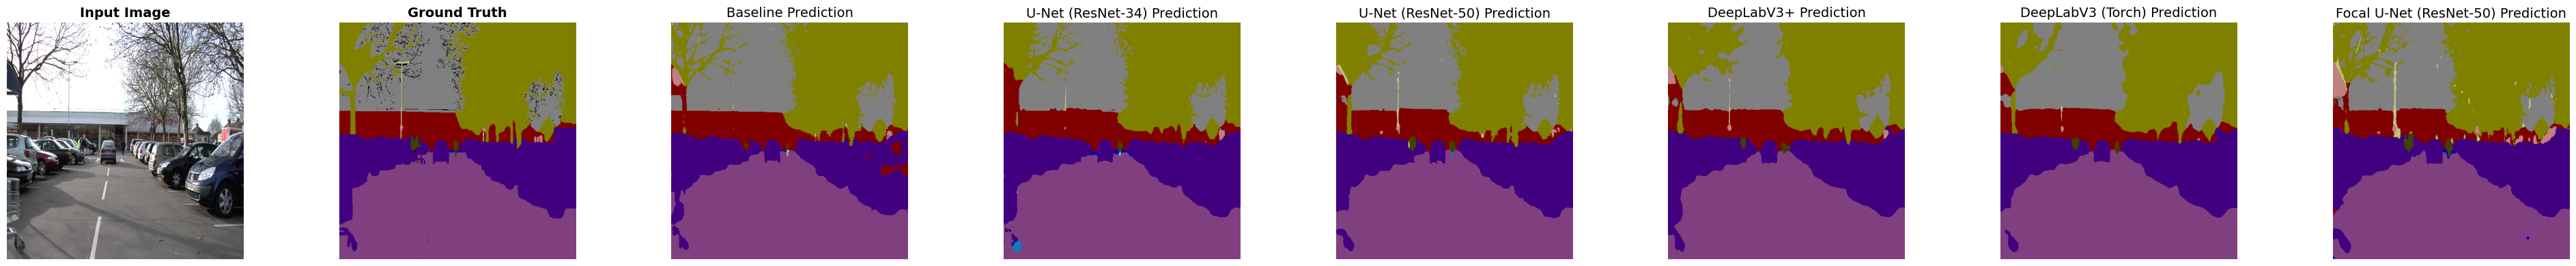 Input Image
Ground Truth
Baseline Prediction
U-Net (ResNet-34) Prediction
U-Net (ResNet-50) Prediction
DeepLabV3+ Prediction
DeepLabV3 (Torch) Prediction
Focal U-Net (ResNet-50) Prediction